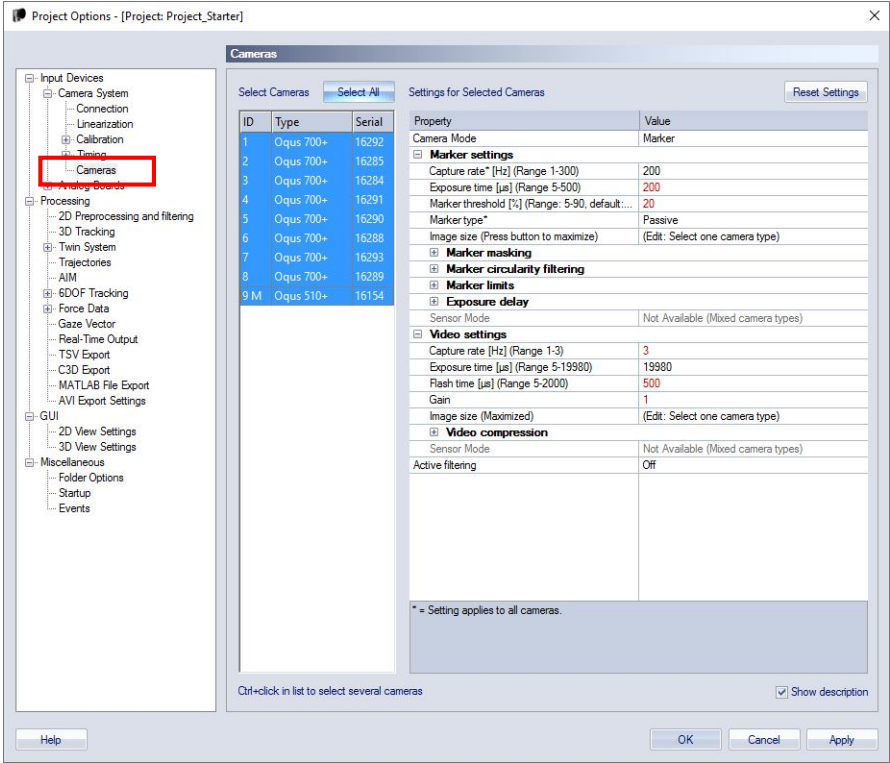 Project Options - [Project: Project_Starter]
Cameras
Input Devices
Camera System
Connection
Linearization
Calibration
Timing
Cameras
Analog Boards
Processing
2D Preprocessing and filtering
3D Tracking
Twin System
Trajectories
AIM
6DOF Tracking
Force Data
Gaze Vector
Real-Time Output
TSV Export
C3D Export
MATLAB File Export
AVI Export Settings
GUI
2D View Settings
3D View Settings
Miscellaneous
Folder Options
Startup
Events
Select Cameras Select All
ID Type Serial
1 Oqus 700+ 16292
2 Oqus 700+ 16285
3 Oqus 700+ 16284
4 Oqus 700+ 16291
5 Oqus 700+ 16290
6 Oqus 700+ 16288
7 Oqus 700+ 16293
8 Oqus 700+ 16289
9 M Oqus 510+ 16154
Settings for Selected Cameras Reset Settings
Property Value
Camera Mode Marker
Marker settings
Capture rate* [Hz] (Range 1-300) 200
Exposure time [µs] (Range 5-500) 200
Marker threshold [%] (Range: 5-90, default:... 20
Marker type* Passive
Image size (Press button to maximize) (Edit: Select one camera type)
Marker masking
Marker circularity filtering
Marker limits
Exposure delay
Sensor Mode Not Available (Mixed camera types)
Video settings
Capture rate [Hz] (Range 1-3) 3
Exposure time [µs] (Range 5-19980) 19980
Flash time [µs] (Range 5-2000) 500
Gain 1
Image size (Maximized) (Edit: Select one camera type)
Video compression
Sensor Mode Not Available (Mixed camera types)
Active filtering Off
* = Setting applies to all cameras.
Ctrl+click in list to select several cameras
Show description
Help OK Cancel Apply